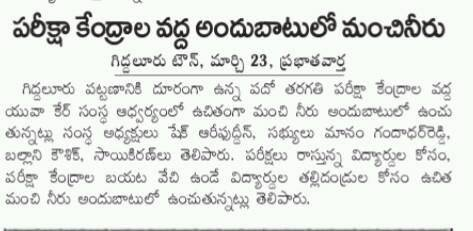 పరీక్షా కేంద్రాల వద్ద అందుబాటులో మంచినీరు
గిద్దలూరు టౌన్, మార్చి 23, ప్రభాతవార్త
గిద్దలూరు పట్టణానికి దూరంగా ఉన్న పదో తరగతి పరీక్షా కేంద్రాల వద్ద
యువా కేర్ సంస్థ ఆధ్వర్యంలో ఉచితంగా మంచి నీరు అందుబాటులో ఉంచు
తున్నట్లు సంస్థ అధ్యక్షులు షేక్ ఆరీఫుద్దీన్, సభ్యులు మానం గందాధర్‌రెడ్డి,
బల్లాని కౌశిక్, సాయికిరణ్‌లు తెలిపారు. పరీక్షలు రాస్తున్న విద్యార్థుల కోసం,
పరీక్షా కేంద్రాల బయట వేచి ఉండే విద్యార్థుల తల్లిదండ్రుల కోసం ఉచిత
మంచి నీరు అందుబాటులో ఉంచుతున్నట్లు తెలిపారు.